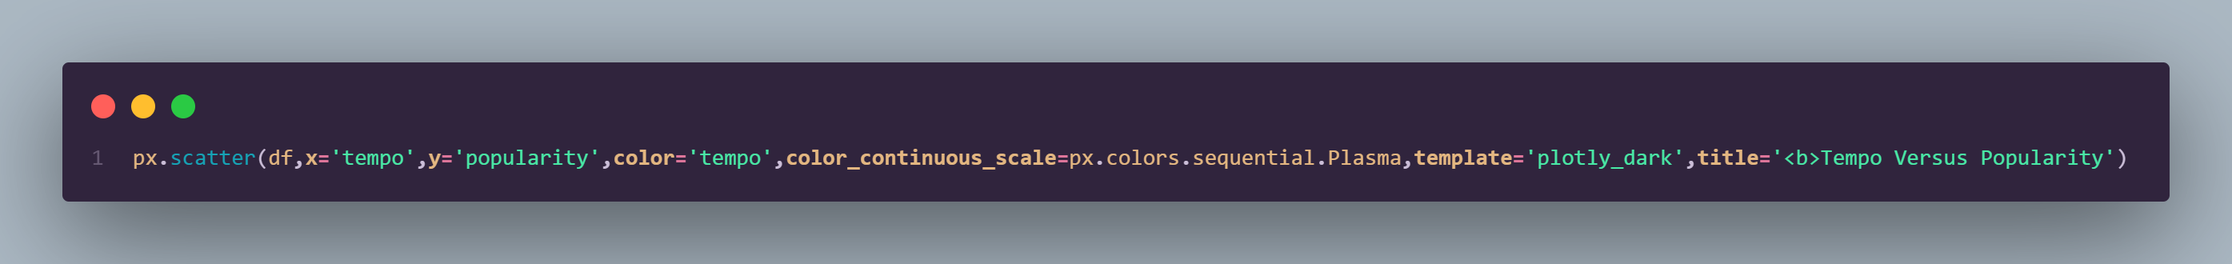 1 px.scatter(df,x='tempo',y='popularity',color='tempo',color_continuous_scale=px.colors.sequential.Plasma,template='plotly_dark',title='<b>Tempo Versus Popularity')